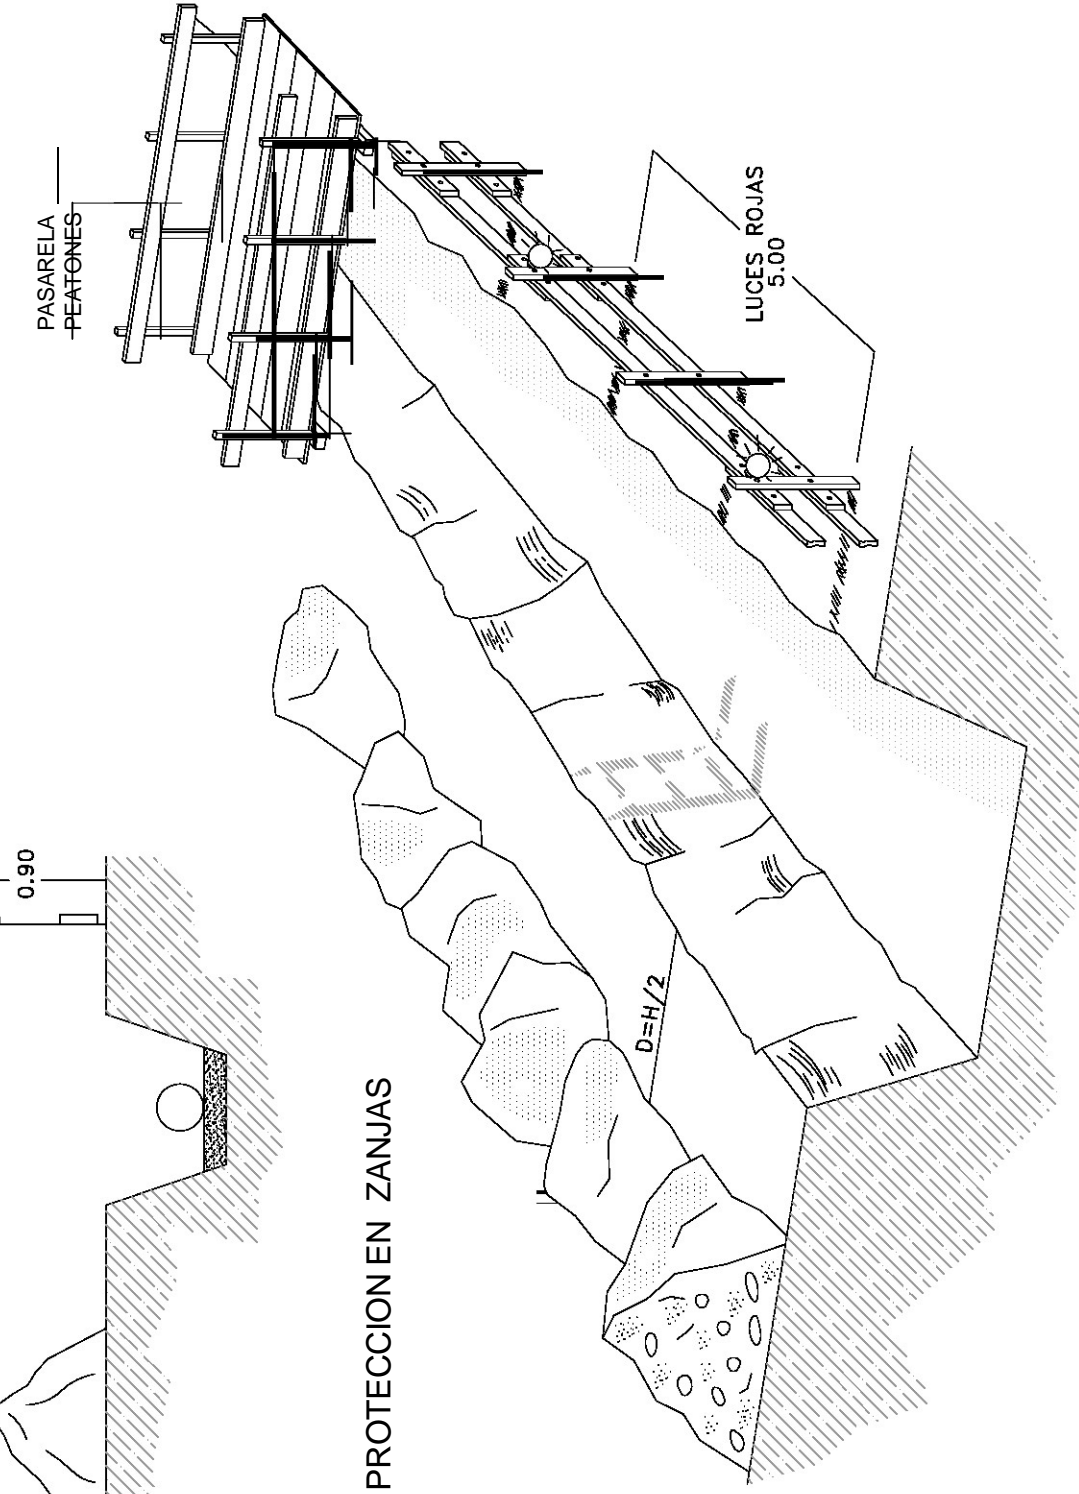 PASARELA
PEATONES
LUCES ROJAS
5.00
0.90
D=H/2
PROTECCION EN ZANJAS